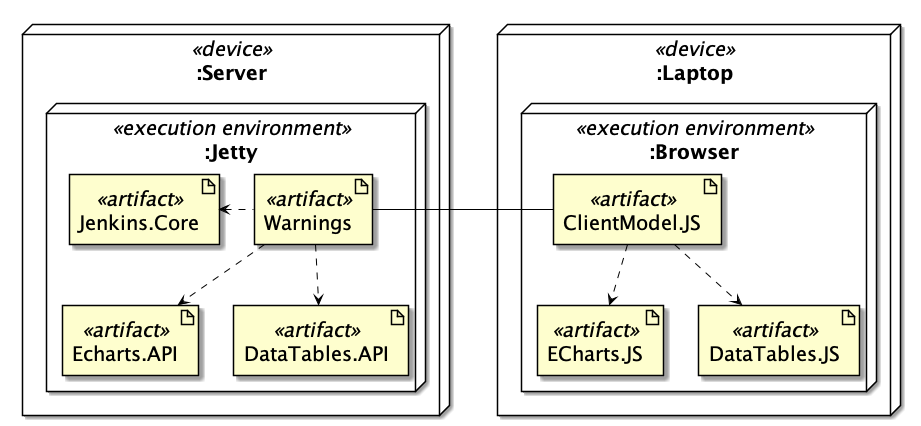 «device»
:Server
«execution environment»
:Jetty
«artifact»
Jenkins.Core
«artifact»
Warnings
«artifact»
Echarts.API
«artifact»
DataTables.API
«device»
:Laptop
«execution environment»
:Browser
«artifact»
ClientModel.JS
«artifact»
ECharts.JS
«artifact»
DataTables.JS